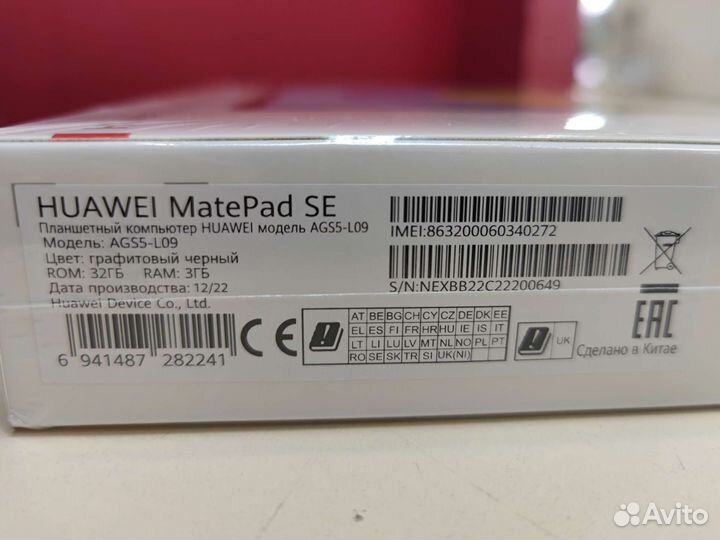 HUAWEI MatePad SE
Планшетный компьютер HUAWEI модель AGS5-L09
Модель: AGS5-L09
Цвет: графитовый черный
ROM: 32ГБ RAM: 3ГБ
Дата производства: 12/22
Huawei Device Co., Ltd.
6 941487 282241
IMEI:863200060340272
S/N:NEXBB22C22200649
CE
AT BE BG CH CY CZ DE DK EE
EL ES FI FR HR HU IE IS IT
LT LI LU LV MT NL NO PL PT
RO SE SK TR SI UK(NI)
UK
EAC
Сделано в Китае
Avito